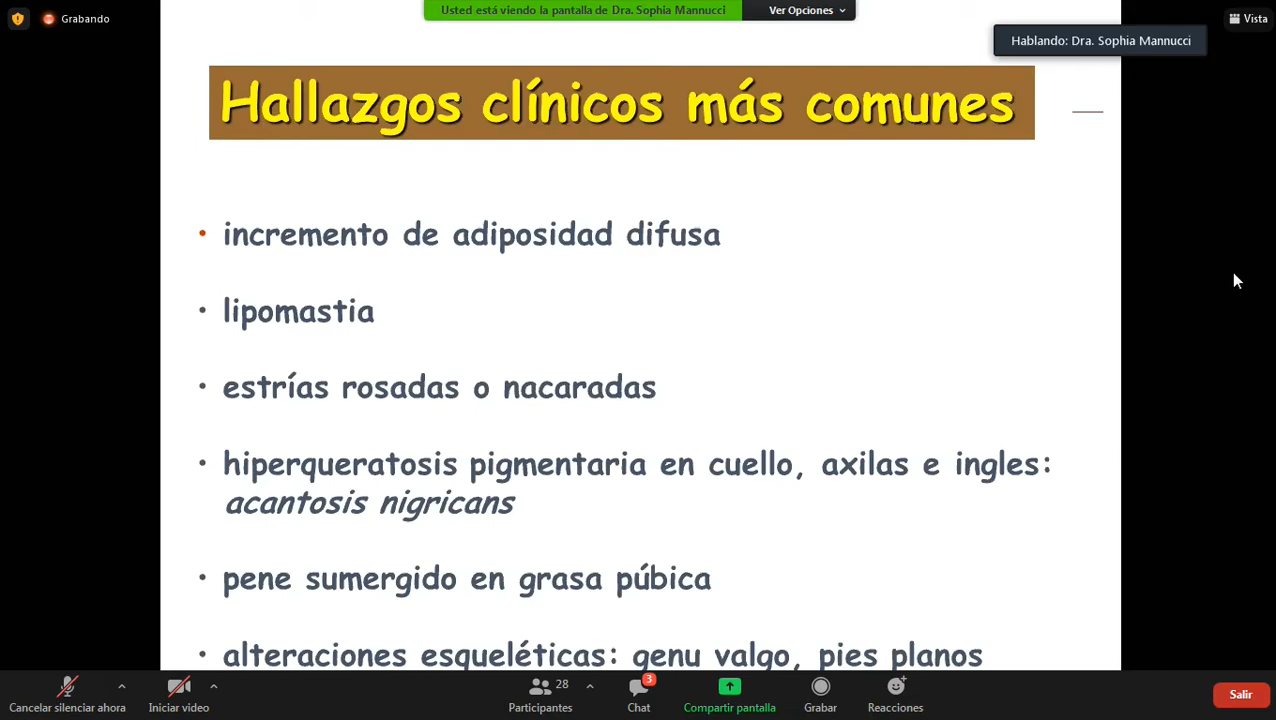 Grabando
Usted está viendo la pantalla de Dra. Sophia Mannucci
Ver Opciones
Vista
Hablando: Dra. Sophia Mannucci
Hallazgos clínicos más comunes
• incremento de adiposidad difusa
• lipomastia
• estrías rosadas o nacaradas
• hiperqueratosis pigmentaria en cuello, axilas e ingles:
acantosis nigricans
• pene sumergido en grasa púbica
• alteraciones esqueléticas: genu valgo, pies planos
Cancelar silenciar ahora
Iniciar video
28
Participantes
3
Chat
Compartir pantalla
Grabar
Reacciones
Salir